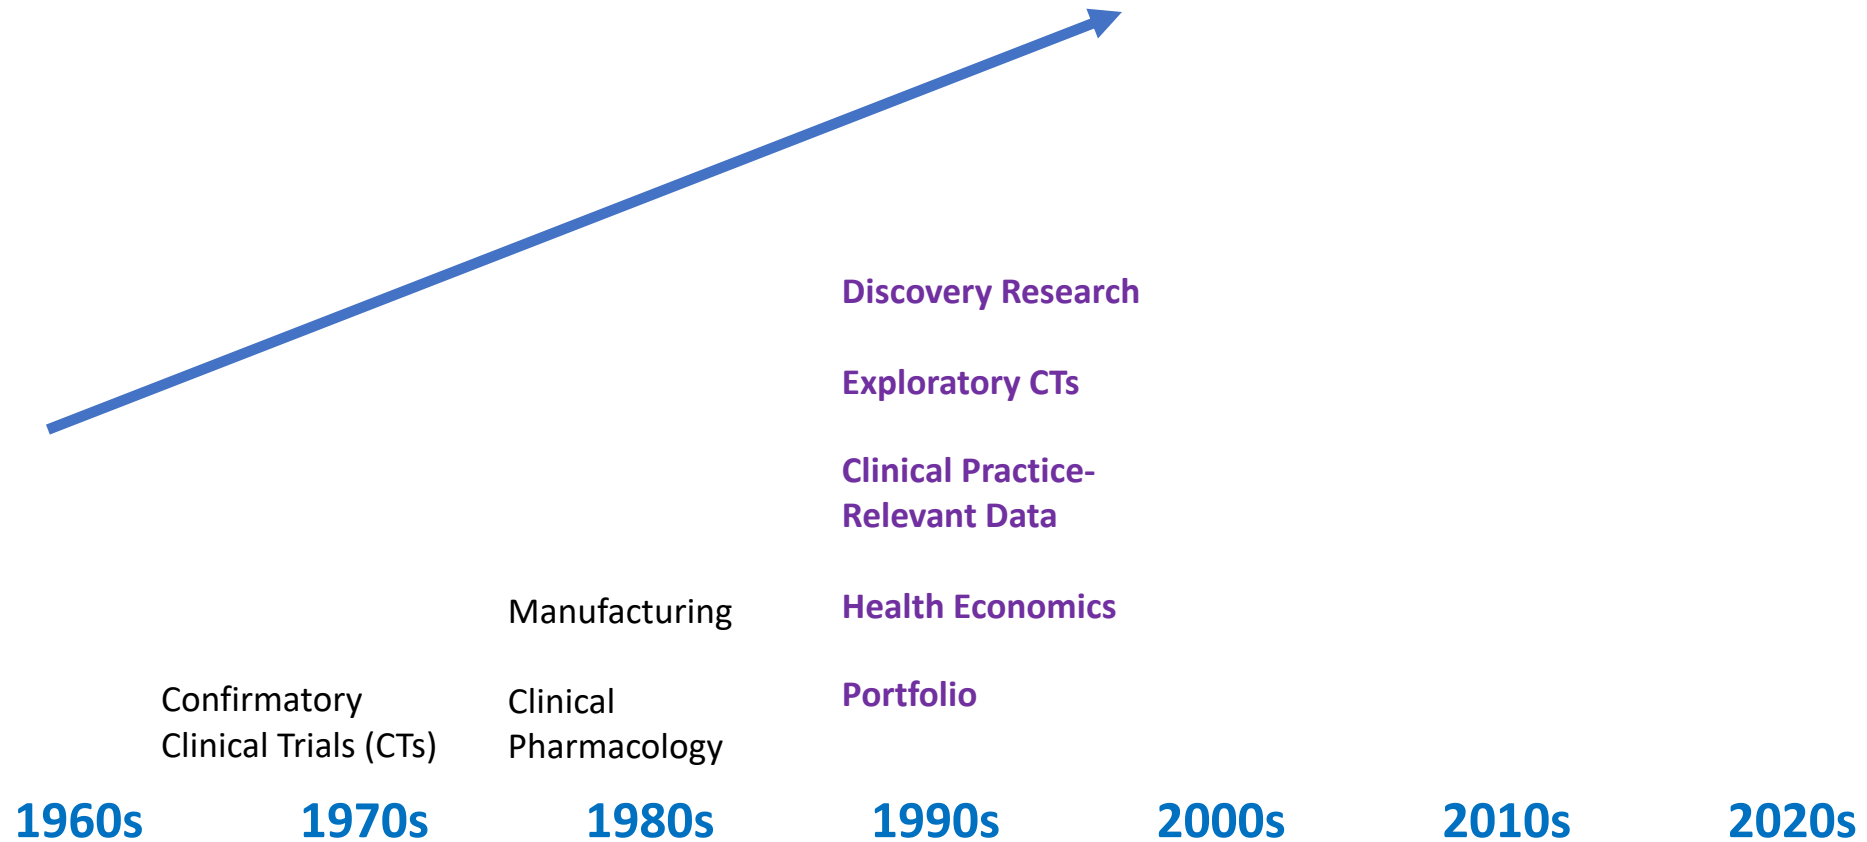 Discovery Research
Exploratory CTs
Clinical Practice-
Relevant Data
Manufacturing
Health Economics
Confirmatory
Clinical Trials (CTs)
Clinical
Pharmacology
Portfolio
1960s 1970s 1980s 1990s 2000s 2010s 2020s